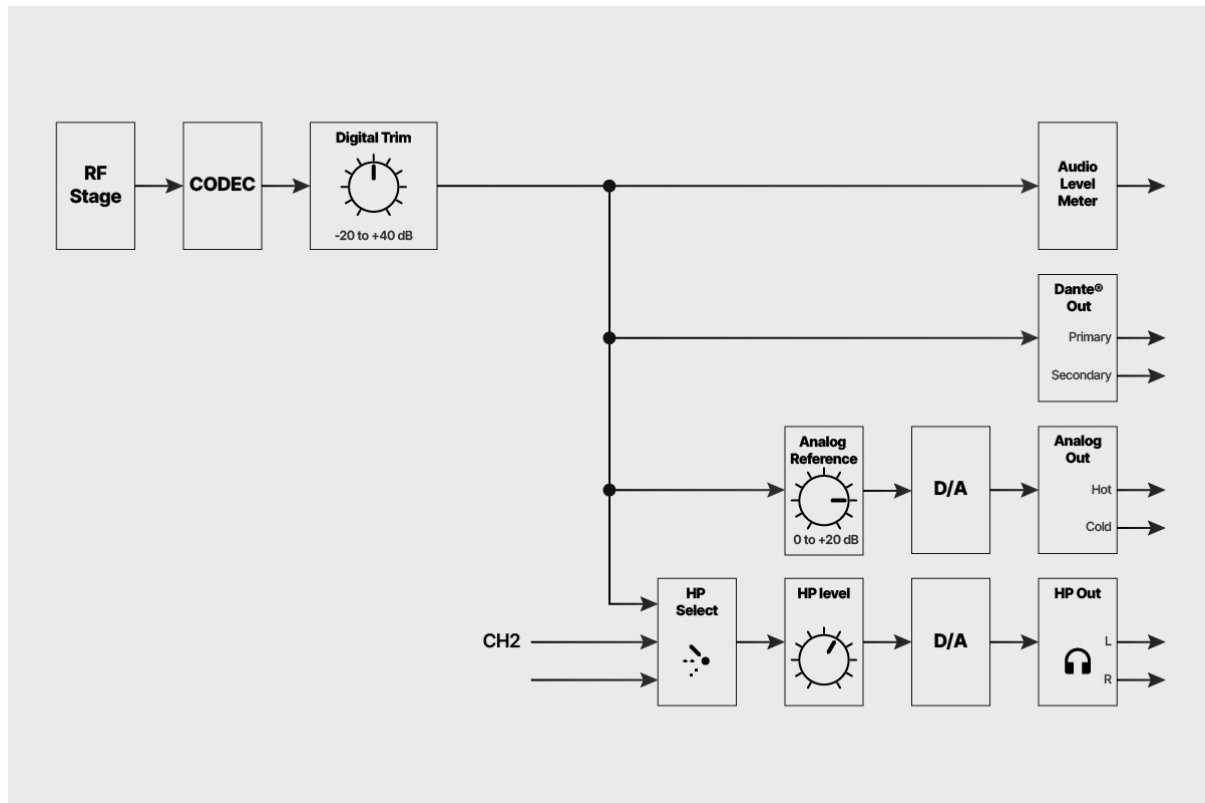 RF
Stage
CODEC
Digital Trim
-20 to +40 dB
Audio
Level
Meter
Dante®
Out
Primary
Secondary
Analog
Reference
0 to +20 dB
D/A
Analog
Out
Hot
Cold
CH2
HP
Select
HP level
D/A
HP Out
L
R